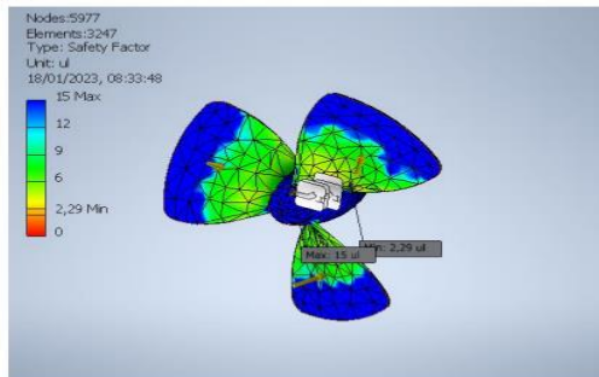 Nodes:5977
Elements:3247
Type: Safety Factor
Unit: ul
18/01/2023, 08:33:48
15 Max
12
9
6
2,29 Min
0
Min: 2,29 ul
Max: 15 ul